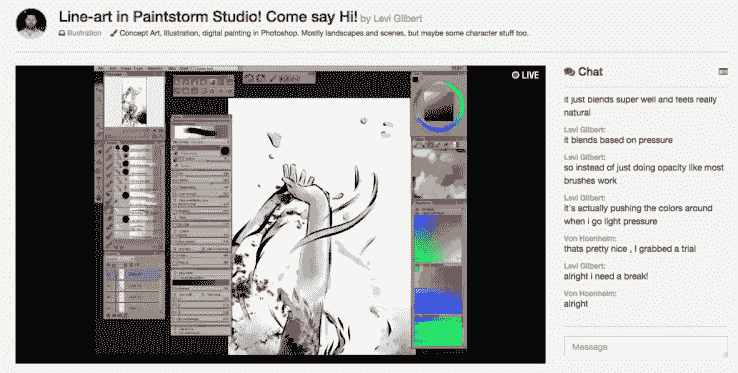 Line-art in Paintstorm Studio! Come say Hi! by Levi Gilbert
Illustration Concept Art, Illustration, digital painting in Photoshop. Mostly landscapes and scenes, but maybe some character stuff too.
LIVE
Chat
it just blends super well and feels really
natural
Levi Gilbert:
it blends based on pressure
Levi Gilbert:
so instead of just doing opacity like most
brushes work
Levi Gilbert:
it's actually pushing the colors around
when i go light pressure
Von Hoenheim:
thats pretty nice , I grabbed a trial
Levi Gilbert:
alright i need a break!
Von Hoenheim:
alright
Message